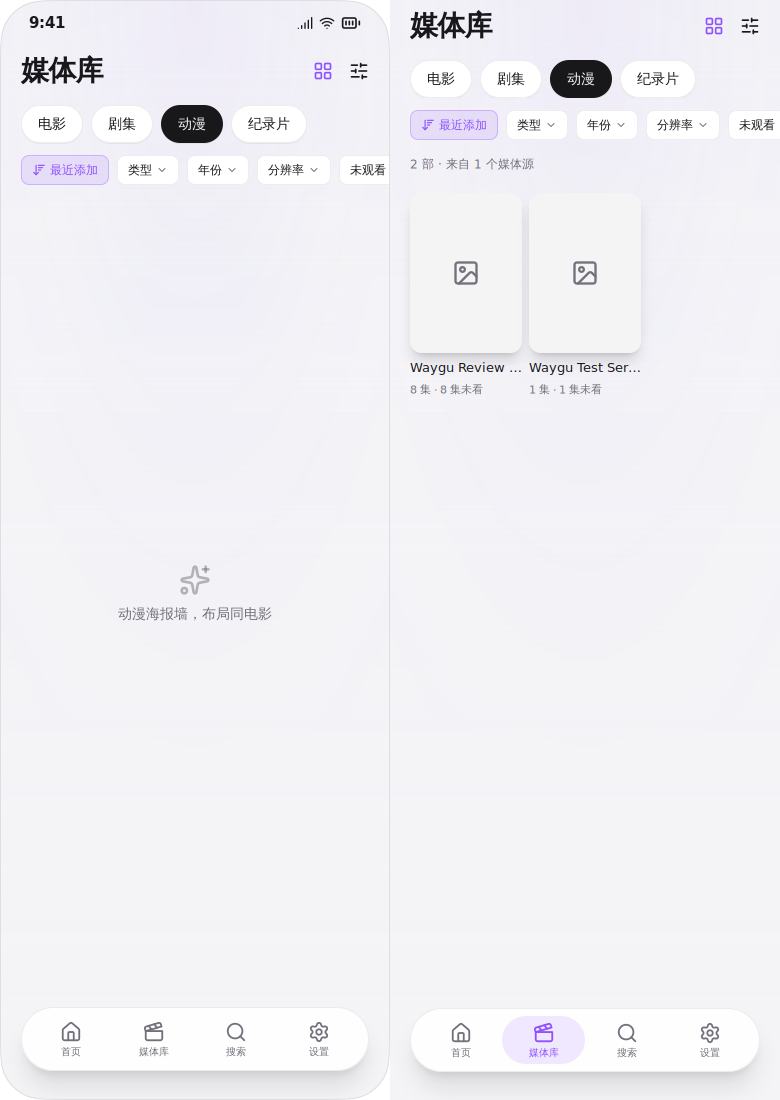 9:41
媒体库
电影 剧集 动漫 纪录片
最近添加 类型 年份 分辨率 未观看
动漫海报墙，布局同电影
首页 媒体库 搜索 设置
媒体库
电影 剧集 动漫 纪录片
最近添加 类型 年份 分辨率 未观看
2 部 · 来自 1 个媒体源
Waygu Review ... Waygu Test Ser...
8 集 · 8 集未看 1 集 · 1 集未看
首页 媒体库 搜索 设置